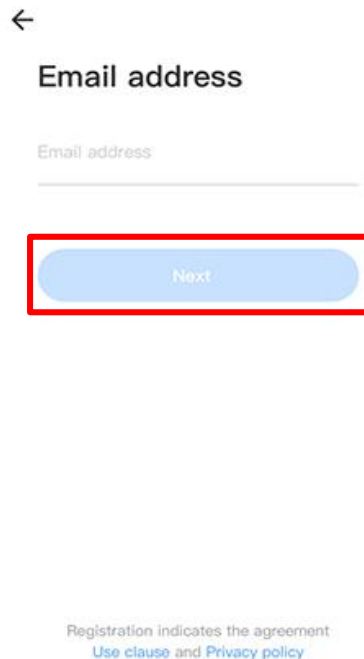 Email address
Email address
Next
Registration indicates the agreement
Use clause and Privacy policy